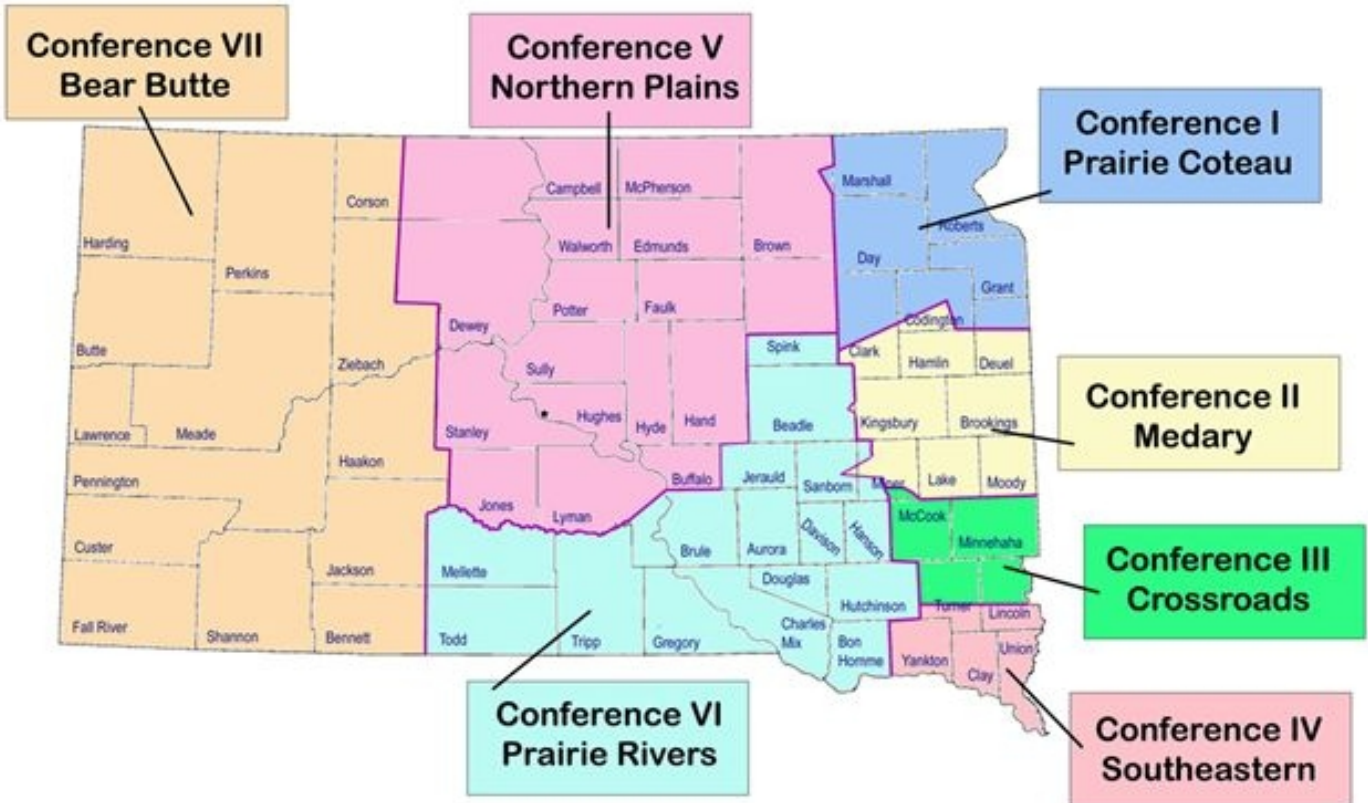 Conference VII
Bear Butte
Conference V
Northern Plains
Conference I
Prairie Coteau
Marshall
Campbell
McPherson
Corson
Roberts
Harding
Walworth
Edmunds
Brown
Day
Perkins
Grant
Potter
Faulk
Codington
Dewey
Spink
Butte
Clark
Ziebach
Hamlin
Deuel
Sully
Conference II
Medary
Hughes
Hyde
Hand
Beadle
Kingsbury
Brookings
Lawrence
Meade
Stanley
Haakon
Pennington
Buffalo
Jerauld
Sanborn
Miner
Lake
Moody
Jones
Lyman
McCook
Minnehaha
Custer
Brule
Aurora
Davison
Hanson
Jackson
Mellette
Douglas
Conference III
Crossroads
Hutchinson
Turner
Lincoln
Fall River
Shannon
Bennett
Todd
Tripp
Gregory
Charles
Mix
Bon
Homme
Yankton
Clay
Union
Conference VI
Prairie Rivers
Conference IV
Southeastern